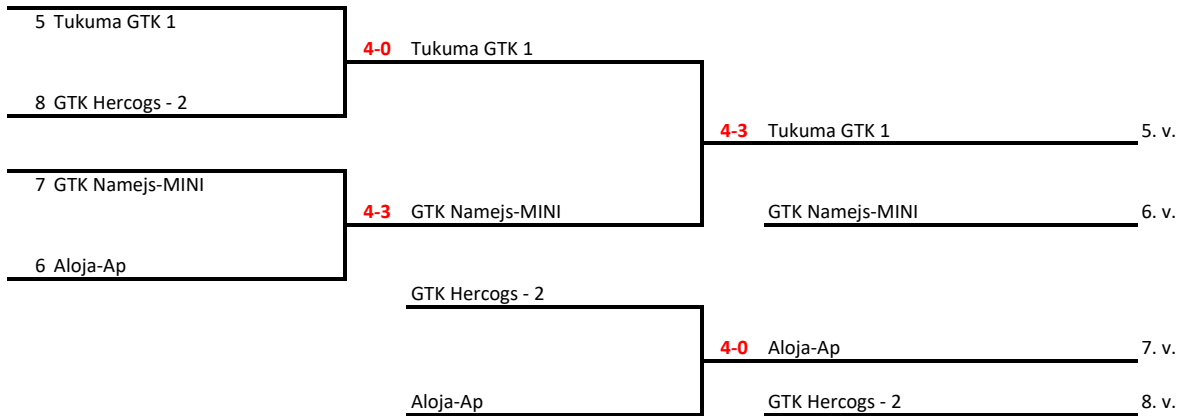 5 Tukuma GTK 1
4-0 Tukuma GTK 1
8 GTK Hercogs - 2
4-3 Tukuma GTK 1 5. v.
7 GTK Namejs-MINI
4-3 GTK Namejs-MINI
GTK Namejs-MINI 6. v.
6 Aloja-Ap
GTK Hercogs - 2
4-0 Aloja-Ap 7. v.
Aloja-Ap
GTK Hercogs - 2 8. v.